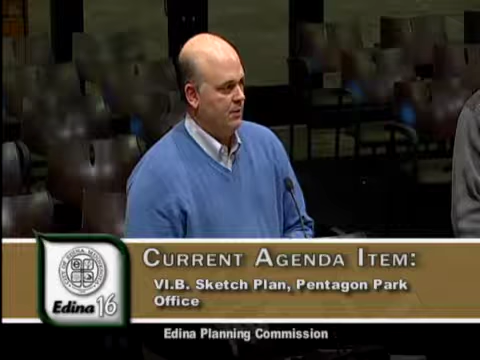 CURRENT AGENDA ITEM:
VI.B. Sketch Plan, Pentagon Park
Office
Edina 16
Edina Planning Commission